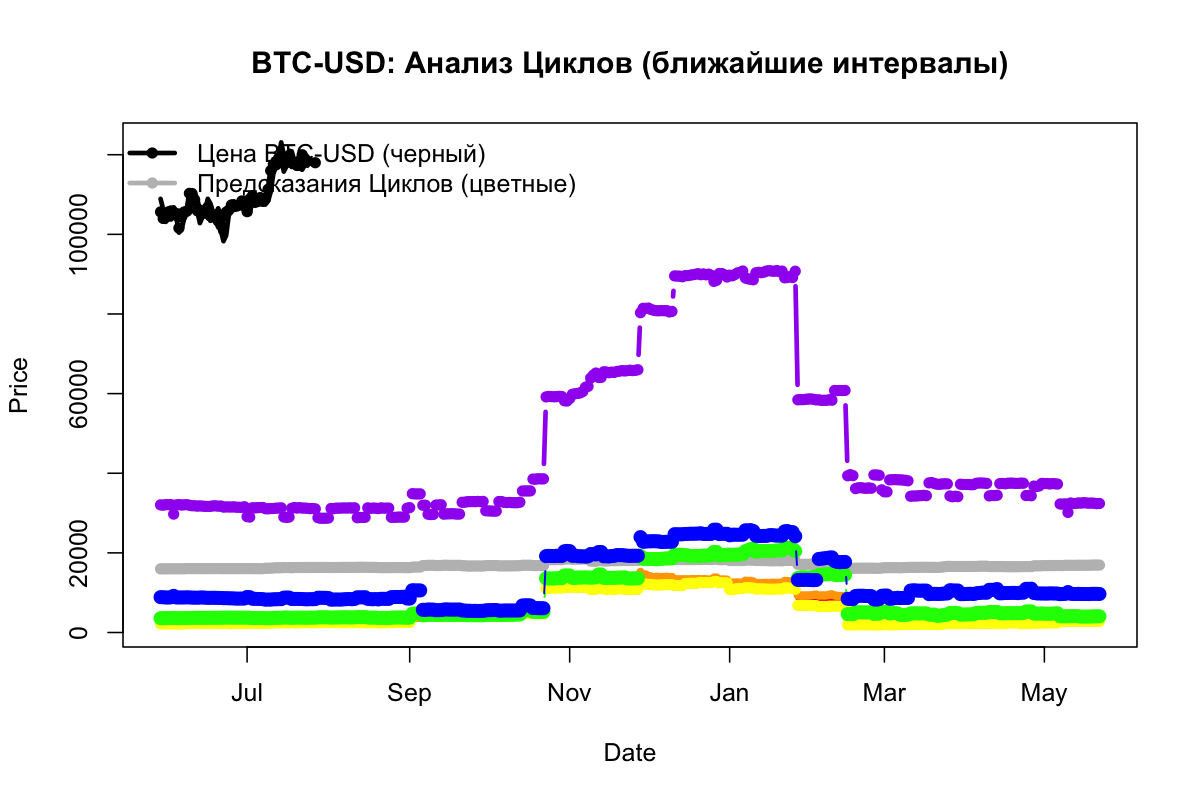 BTC-USD: Анализ Циклов (ближайшие интервалы)
Цена BTC-USD (черный)
Предсказания Циклов (цветные)
Price
100000
60000
20000
0
Jul Sep Nov Jan Mar May
Date